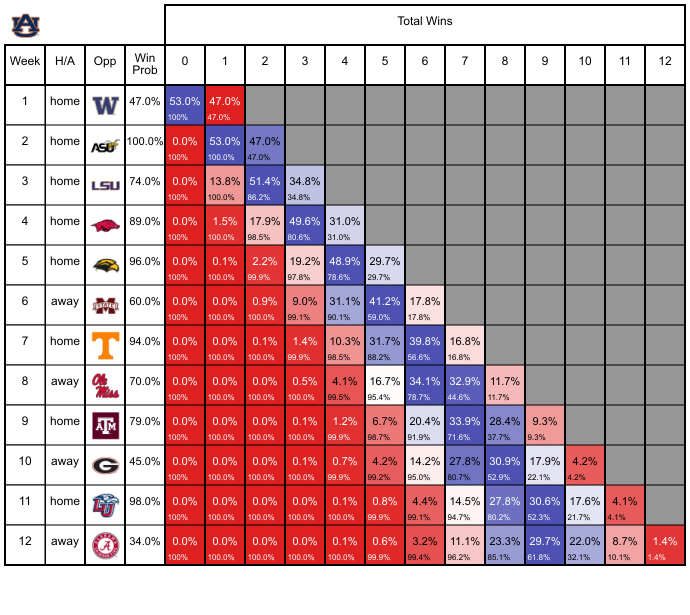 Total Wins
Week H/A Opp Win Prob 0 1 2 3 4 5 6 7 8 9 10 11 12
1 home W 47.0% 53.0% 47.0%
100% 47.0%
2 home ASU 100.0% 0.0% 53.0% 47.0%
100% 100.0% 47.0%
3 home LSU 74.0% 0.0% 13.8% 51.4% 34.8%
100% 100.0% 86.2% 34.8%
4 home 89.0% 0.0% 1.5% 17.9% 49.6% 31.0%
100% 100.0% 98.5% 80.6% 31.0%
5 home 96.0% 0.0% 0.1% 2.2% 19.2% 48.9% 29.7%
100% 100.0% 99.9% 97.8% 78.6% 29.7%
6 away STATE 60.0% 0.0% 0.0% 0.9% 9.0% 31.1% 41.2% 17.8%
100% 100.0% 100.0% 99.1% 90.1% 59.0% 17.8%
7 home T 94.0% 0.0% 0.0% 0.1% 1.4% 10.3% 31.7% 39.8% 16.8%
100% 100.0% 100.0% 99.9% 98.5% 88.2% 56.6% 16.8%
8 away Ole Miss 70.0% 0.0% 0.0% 0.0% 0.5% 4.1% 16.7% 34.1% 32.9% 11.7%
100% 100.0% 100.0% 100.0% 99.5% 95.4% 78.7% 44.6% 11.7%
9 home ATM 79.0% 0.0% 0.0% 0.0% 0.1% 1.2% 6.7% 20.4% 33.9% 28.4% 9.3%
100% 100.0% 100.0% 100.0% 99.9% 98.7% 91.9% 71.6% 37.7% 9.3%
10 away G 45.0% 0.0% 0.0% 0.0% 0.1% 0.7% 4.2% 14.2% 27.8% 30.9% 17.9% 4.2%
100% 100.0% 100.0% 100.0% 99.9% 99.2% 95.0% 80.7% 52.9% 22.1% 4.2%
11 home LU 98.0% 0.0% 0.0% 0.0% 0.0% 0.1% 0.8% 4.4% 14.5% 27.8% 30.6% 17.6% 4.1%
100% 100.0% 100.0% 100.0% 100.0% 99.9% 99.1% 94.7% 80.2% 52.3% 21.7% 4.1%
12 away A 34.0% 0.0% 0.0% 0.0% 0.0% 0.1% 0.6% 3.2% 11.1% 23.3% 29.7% 22.0% 8.7% 1.4%
100% 100.0% 100.0% 100.0% 100.0% 99.9% 99.4% 96.2% 85.1% 61.8% 32.1% 10.1% 1.4%